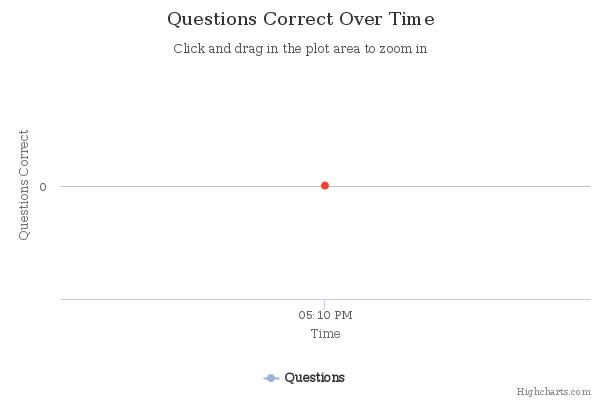 Questions Correct Over Time
Click and drag in the plot area to zoom in
Questions Correct
0
05:10 PM
Time
Questions
Highcharts.com